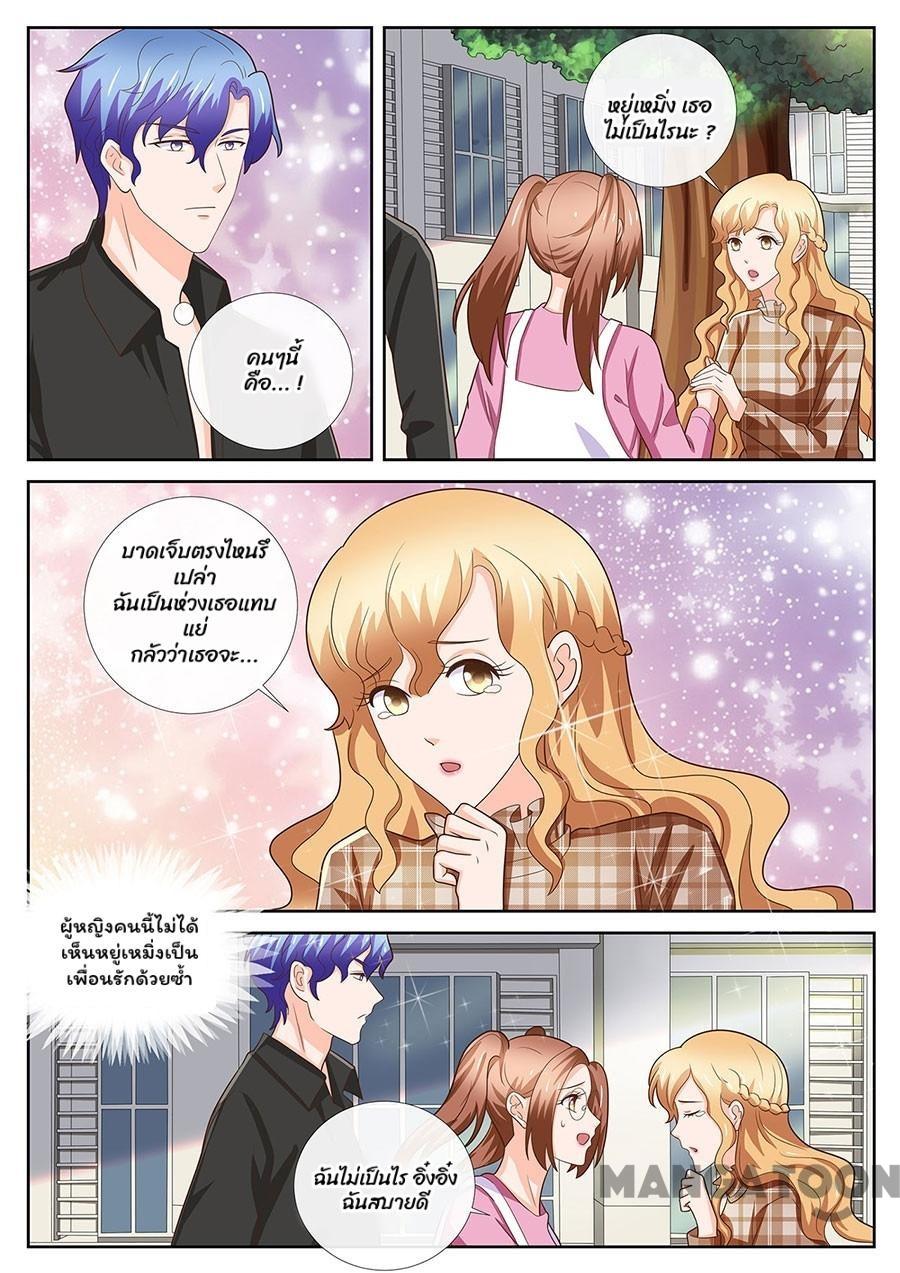 คนๆนี้
คือ... !
หยู่เหมิ่ง เธอ
ไม่เป็นไรนะ ?
บาดเจ็บตรงไหนรึ
เปล่า
ฉันเป็นห่วงเธอแทบ
แย่
กลัวว่าเธอจะ...
ผู้หญิงคนนี้ไม่ได้
เห็นหยู่เหมิ่งเป็น
เพื่อนรักด้วยซ้ำ
ฉันไม่เป็นไร อิ๋งอิ๋ง
ฉันสบายดี
MANGATOON